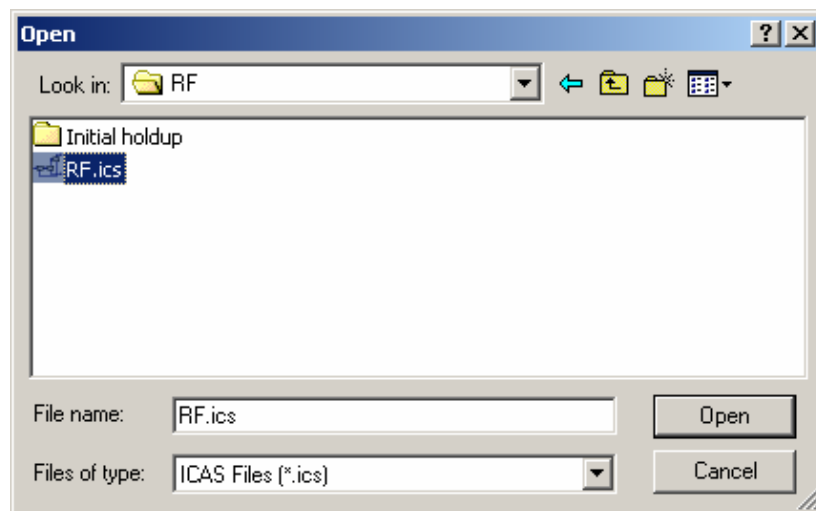 Open
Look in: RF
Initial holdup
RF.ics
File name: RF.ics Open
Files of type: ICAS Files (*.ics) Cancel